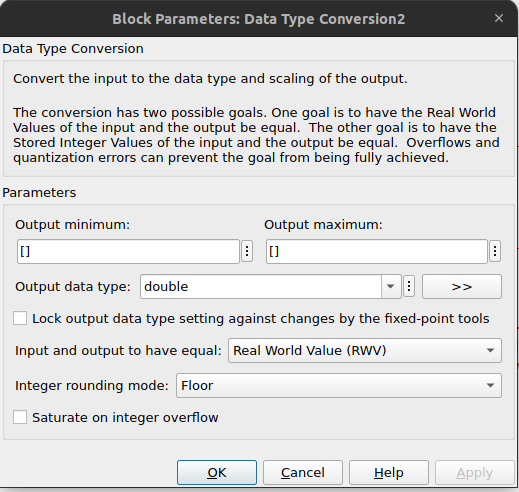 Block Parameters: Data Type Conversion2
Data Type Conversion
Convert the input to the data type and scaling of the output.
The conversion has two possible goals. One goal is to have the Real World
Values of the input and the output be equal.  The other goal is to have the
Stored Integer Values of the input and the output be equal.  Overflows and
quantization errors can prevent the goal from being fully achieved.
Parameters
Output minimum: Output maximum:
[] []
Output data type: double >>
Lock output data type setting against changes by the fixed-point tools
Input and output to have equal: Real World Value (RWV)
Integer rounding mode: Floor
Saturate on integer overflow
OK Cancel Help Apply